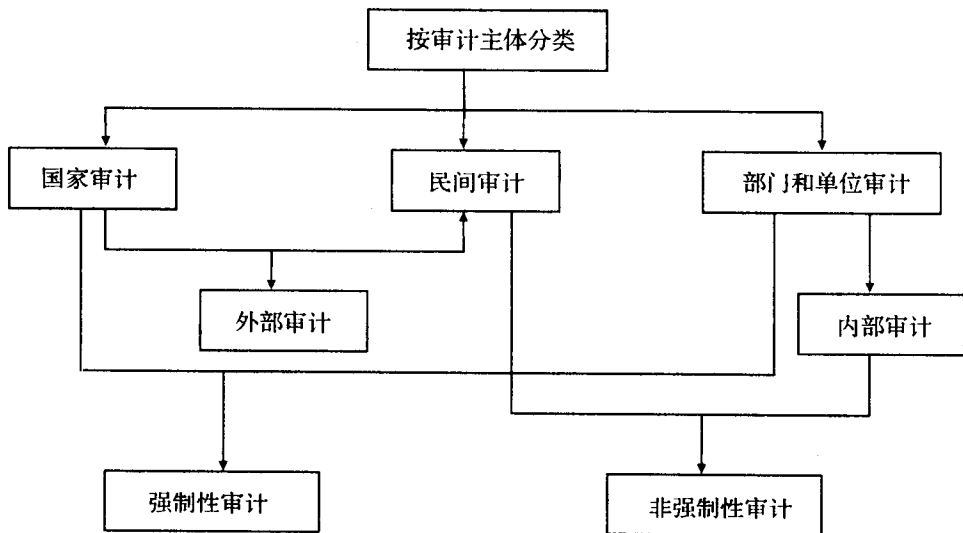 按审计主体分类
国家审计
民间审计
部门和单位审计
外部审计
内部审计
强制性审计
非强制性审计